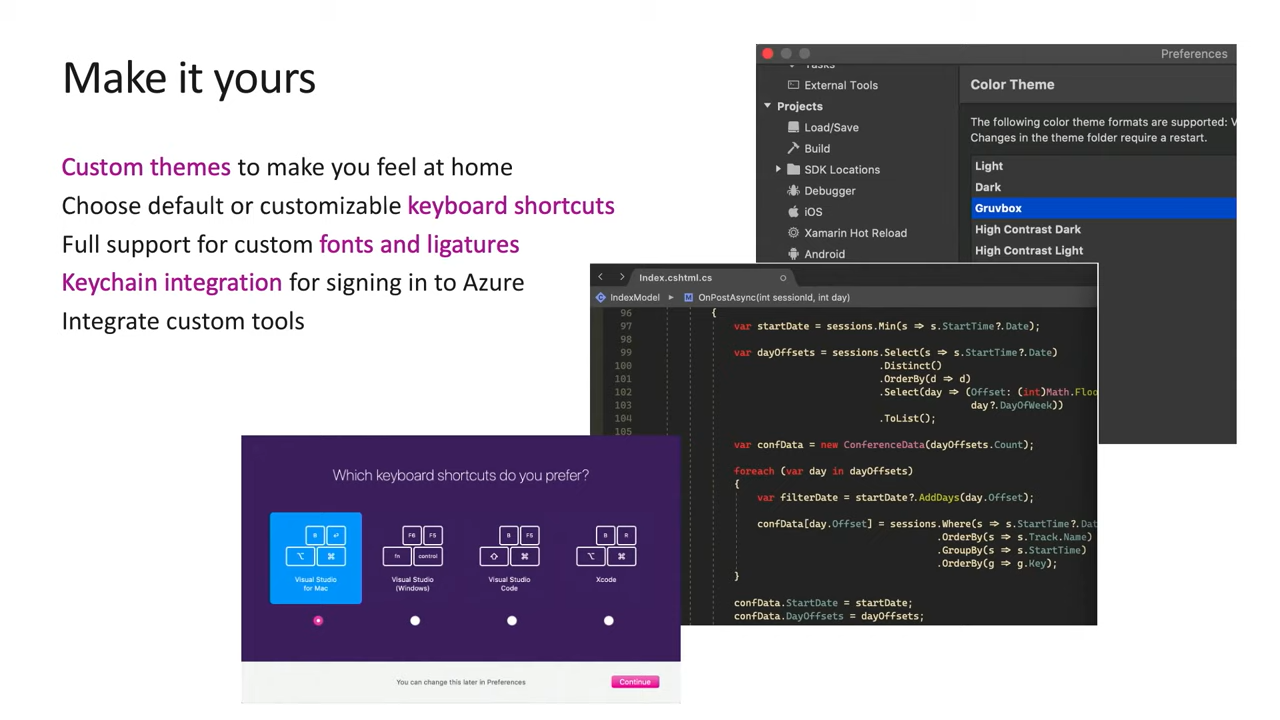 Make it yours
Custom themes to make you feel at home
Choose default or customizable keyboard shortcuts
Full support for custom fonts and ligatures
Keychain integration for signing in to Azure
Integrate custom tools
Preferences
Tasks
External Tools
Projects
Load/Save
Build
SDK Locations
Debugger
iOS
Xamarin Hot Reload
Android
Color Theme
The following color theme formats are supported: V
Changes in the theme folder require a restart.
Light
Dark
Gruvbox
High Contrast Dark
High Contrast Light
Index.cshtml.cs
IndexModel ▸ M OnPostAsync(int sessionId, int day)
96 {
97 var startDate = sessions.Min(s => s.StartTime?.Date);
98
99 var dayOffsets = sessions.Select(s => s.StartTime?.Date)
100 .Distinct()
101 .OrderBy(d => d)
102 .Select(day => (Offset: (int)Math.Floo
103 day?.DayOfWeek))
104 .ToList();
105
var confData = new ConferenceData(dayOffsets.Count);
foreach (var day in dayOffsets)
{
var filterDate = startDate?.AddDays(day.Offset);
confData[day.Offset] = sessions.Where(s => s.StartTime?.Da
.OrderBy(s => s.Track.Name)
.GroupBy(s => s.StartTime)
.OrderBy(g => g.Key);
}
confData.StartDate = startDate;
confData.DayOffsets = dayOffsets;
Which keyboard shortcuts do you prefer?
B ⏎ F6 F5 B F5 B R
⌥ ⌘ fn control ⇧ ⌘ ⌥ ⌘
Visual Studio
for Mac
Visual Studio
(Windows)
Visual Studio
Code
Xcode
You can change this later in Preferences
Continue